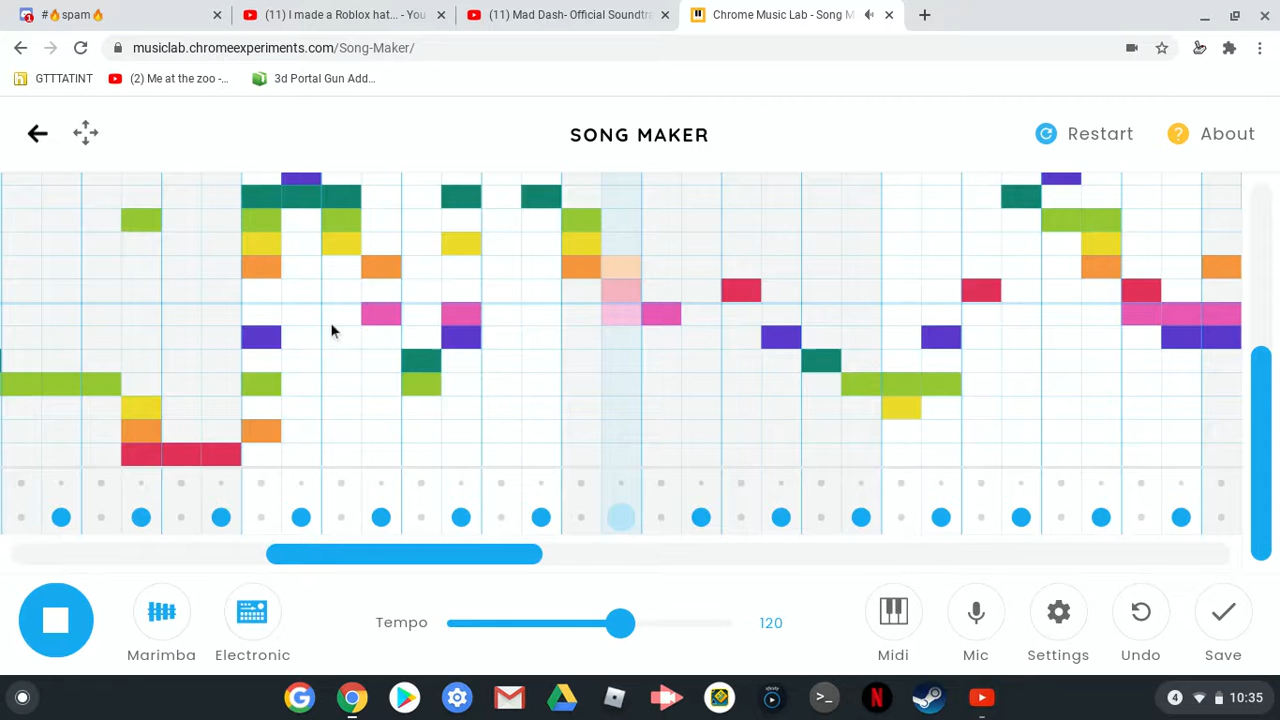 #🔥spam🔥
(11) I made a Roblox hat... - You
(11) Mad Dash- Official Soundtra
Chrome Music Lab - Song M
musiclab.chromeexperiments.com/Song-Maker/
GTTTATINT
(2) Me at the zoo -...
3d Portal Gun Add...
SONG MAKER
Restart
? About
Marimba
Electronic
Tempo
120
Midi
Mic
Settings
Undo
Save
4
10:35